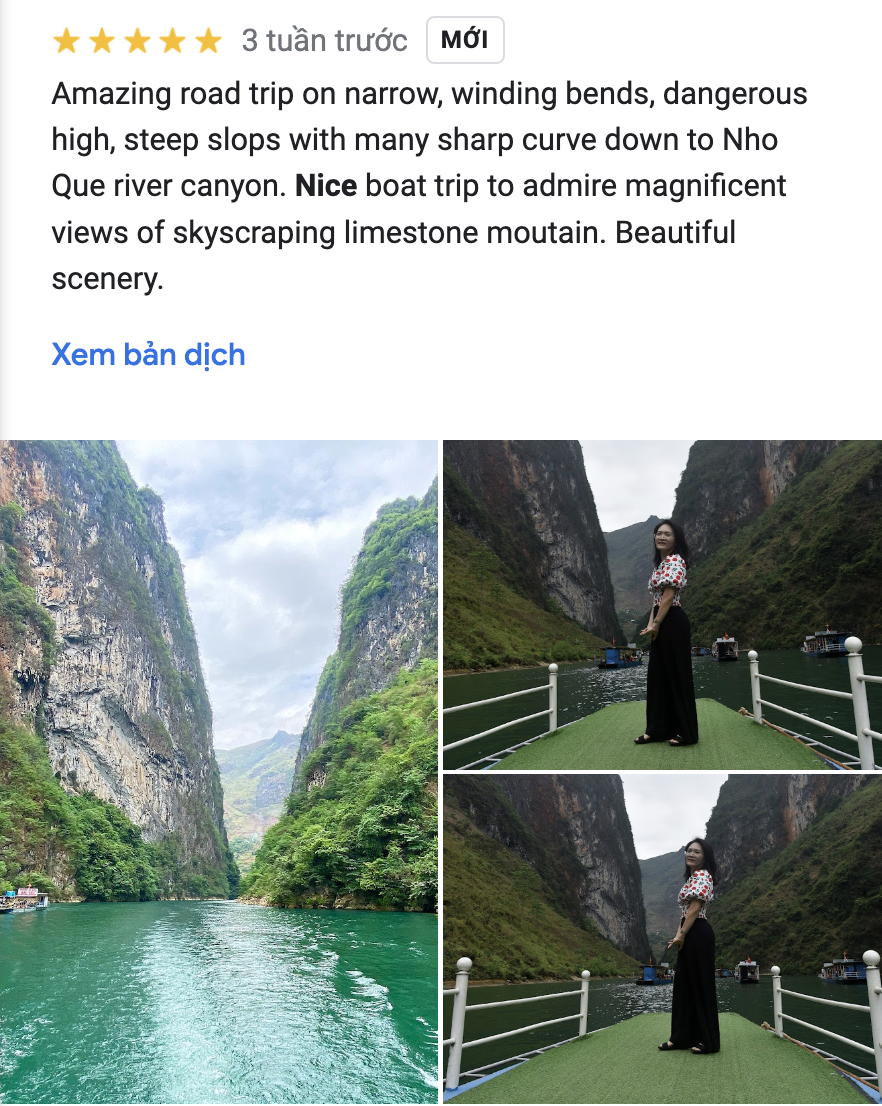 3 tuần trước MỚI
Amazing road trip on narrow, winding bends, dangerous
high, steep slops with many sharp curve down to Nho
Que river canyon. Nice boat trip to admire magnificent
views of skyscraping limestone moutain. Beautiful
scenery.
Xem bản dịch